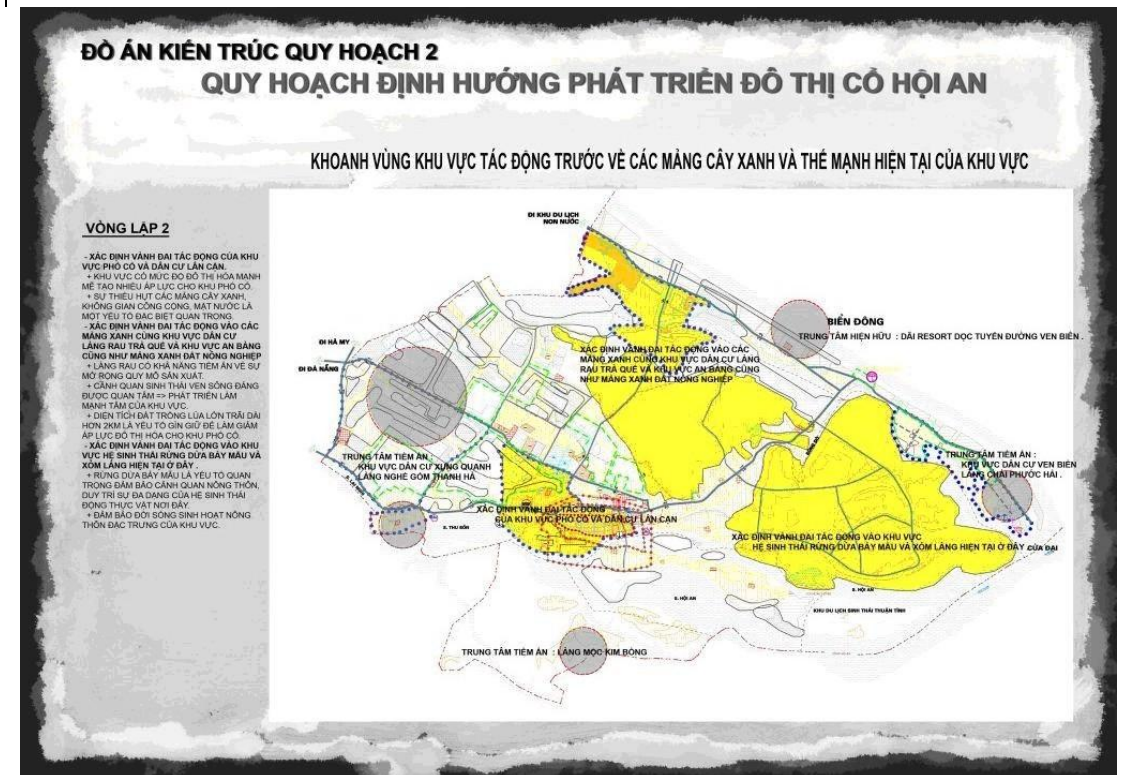 ĐỒ ÁN KIẾN TRÚC QUY HOẠCH 2
QUY HOẠCH ĐỊNH HƯỚNG PHÁT TRIỂN ĐÔ THỊ CỔ HỘI AN
KHOANH VÙNG KHU VỰC TÁC ĐỘNG TRƯỚC VỀ CÁC MẢNG CÂY XANH VÀ THẾ MẠNH HIỆN TẠI CỦA KHU VỰC
VÒNG LẬP 2
- XÁC ĐỊNH VÀNH ĐAI TÁC ĐỘNG CỦA KHU
VỰC PHỐ CỔ VÀ DÂN CƯ LÂN CẬN.
+ KHU VỰC CÓ MỨC ĐỘ ĐÔ THỊ HÓA MẠNH
MẼ TẠO NHIỀU ÁP LỰC CHO KHU PHỐ CỔ.
+ SỰ THIẾU HỤT CÁC MẢNG CÂY XANH,
KHÔNG GIAN CÔNG CỘNG, MẶT NƯỚC LÀ
MỘT YẾU TỐ ĐẶC BIỆT QUAN TRỌNG.
- XÁC ĐỊNH VÀNH ĐAI TÁC ĐỘNG VÀO CÁC
MẢNG XANH CÙNG KHU VỰC DÂN CƯ
LÀNG RAU TRÀ QUẾ VÀ KHU VỰC AN BÀNG
CŨNG NHƯ MẢNG XANH ĐẤT NÔNG NGHIỆP
+ LÀNG RAU CÓ KHẢ NĂNG TIỀM ẨN VỀ SỰ
MỞ RỘNG QUY MÔ SẢN XUẤT.
+ CẢNH QUAN SINH THÁI VEN SÔNG ĐÁNG
ĐƯỢC QUAN TÂM => PHÁT TRIỂN LÀM
MẠNH TẦM CỦA KHU VỰC.
+ DIỆN TÍCH ĐẤT TRỒNG LÚA LỚN TRÃI DÀI
HƠN 2KM LÀ YẾU TỐ GÌN GIỮ ĐỂ LÀM GIẢM
ÁP LỰC ĐÔ THỊ HÓA CHO KHU PHỐ CỔ.
- XÁC ĐỊNH VÀNH ĐAI TÁC ĐỘNG VÀO KHU
VỰC HỆ SINH THÁI RỪNG DỪA BẢY MẪU VÀ
XÓM LÀNG HIỆN TẠI Ở ĐÂY .
+ RỪNG DỪA BẢY MẪU LÀ YẾU TỐ QUAN
TRỌNG ĐẢM BẢO CẢNH QUAN NÔNG THÔN,
DUY TRÌ SỰ ĐA DẠNG CỦA HỆ SINH THÁI
ĐỘNG THỰC VẬT NƠI ĐÂY.
+ ĐẢM BẢO ĐỜI SỐNG SINH HOẠT NÔNG
THÔN ĐẶC TRƯNG CỦA KHU VỰC.
ĐI KHU DU LỊCH
NON NƯỚC
BIỂN ĐÔNG
TRUNG TÂM HIỆN HỮU : DÃI RESORT DỌC TUYẾN ĐƯỜNG VEN BIỂN .
ĐI HÀ MY
ĐI ĐÀ NẴNG
XÁC ĐỊNH VÀNH ĐAI TÁC ĐỘNG VÀO CÁC
MẢNG XANH CÙNG KHU VỰC DÂN CƯ LÀNG
RAU TRÀ QUẾ VÀ KHU VỰC AN BÀNG CŨNG
NHƯ MẢNG XANH ĐẤT NÔNG NGHIỆP
TRUNG TÂM TIỀM ẨN :
KHU VỰC DÂN CƯ XUNG QUANH
LÀNG NGHỀ GỐM THANH HÀ
TRUNG TÂM TIỀM ẨN :
KHU VỰC DÂN CƯ VEN BIỂN
LÀNG CHÀI PHƯỚC HẢI .
XÁC ĐỊNH VÀNH ĐAI TÁC ĐỘNG
CỦA KHU VỰC PHỐ CỔ VÀ DÂN CƯ LÂN CẬN
S. THU BỒN
XÁC ĐỊNH VÀNH ĐAI TÁC ĐỘNG VÀO KHU VỰC
HỆ SINH THÁI RỪNG DỪA BẢY MẪU VÀ XÓM LÀNG HIỆN TẠI Ở ĐÂY
CỬA ĐẠI
S. HỘI AN
S. HỘI AN
KHU DU LỊCH SINH THÁI THUẬN TÌNH
TRUNG TÂM TIỀM ẨN : LÀNG MỘC KIM BỒNG